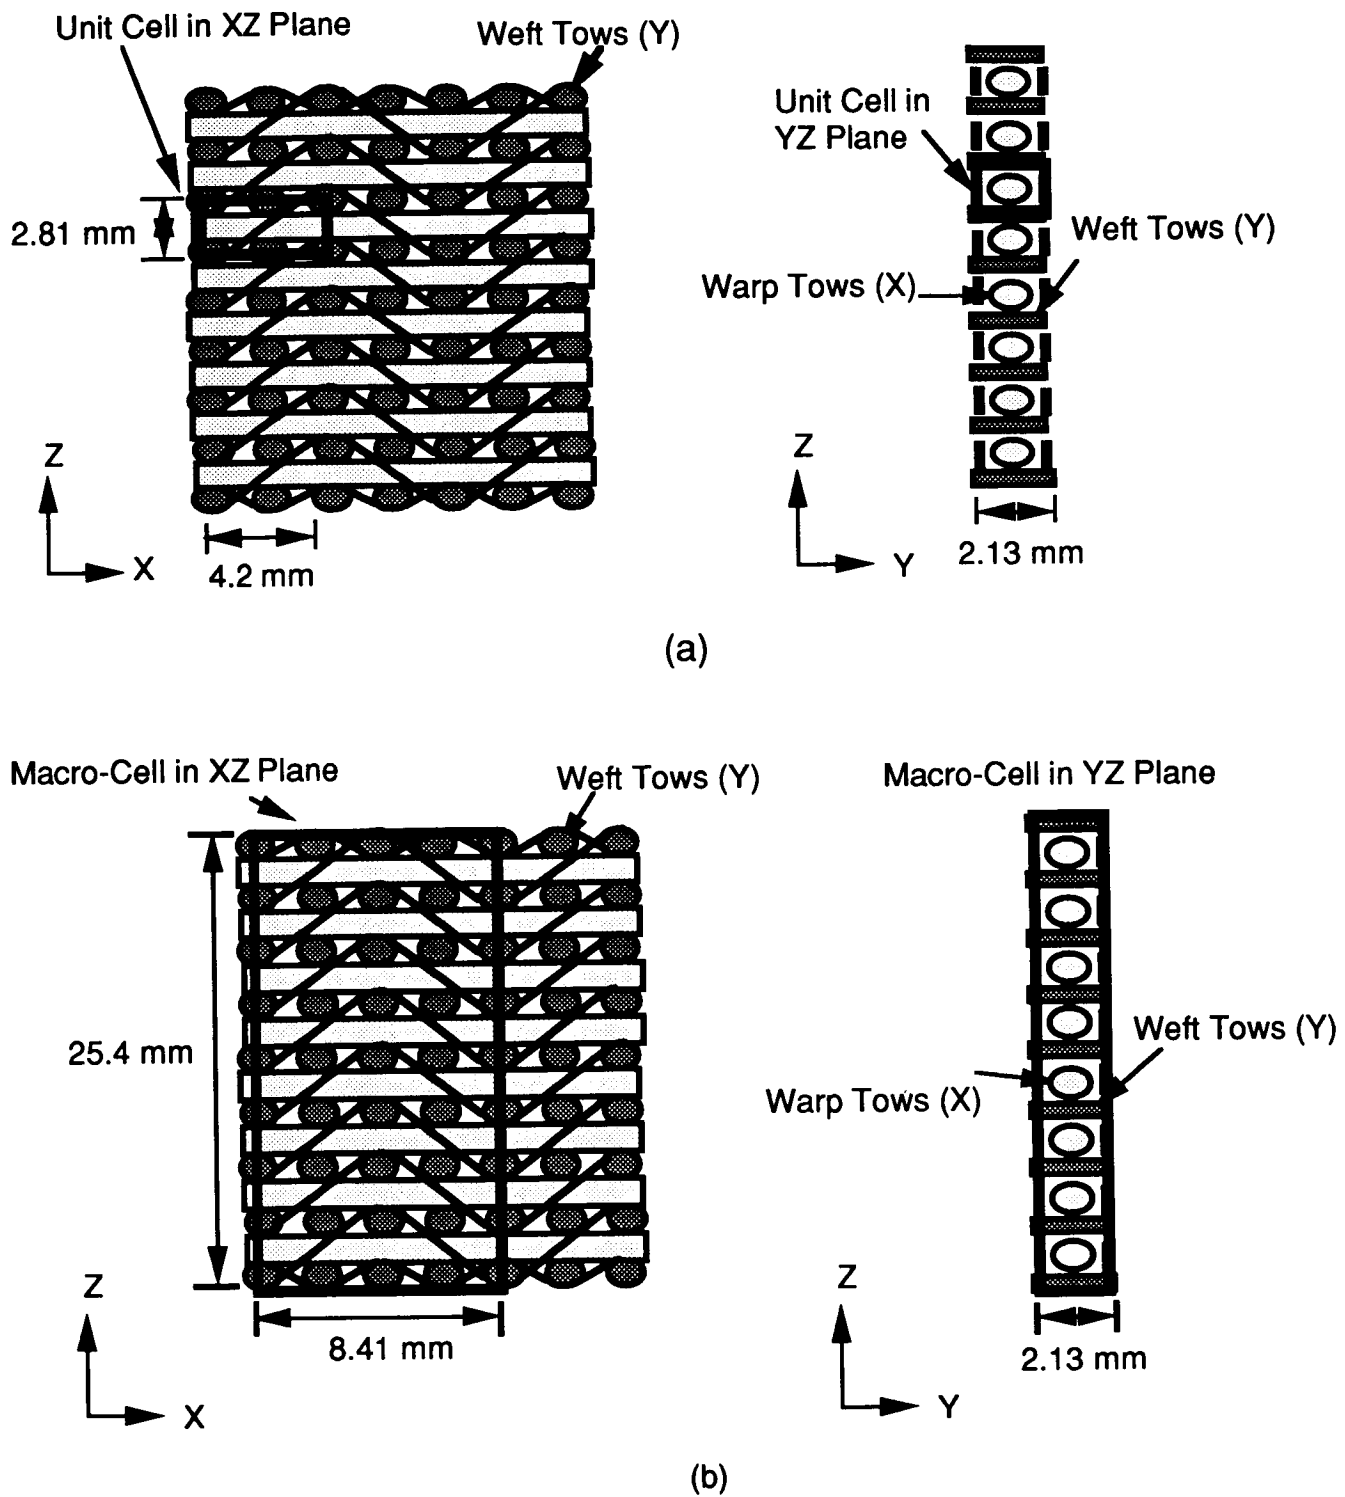 Unit Cell in XZ Plane
Weft Tows (Y)
2.81 mm
Z
X
4.2 mm
Unit Cell in
YZ Plane
Weft Tows (Y)
Warp Tows (X)
Z
Y
2.13 mm
(a)
Macro-Cell in XZ Plane
Weft Tows (Y)
25.4 mm
Z
X
8.41 mm
Macro-Cell in YZ Plane
Weft Tows (Y)
Warp Tows (X)
Z
Y
2.13 mm
(b)